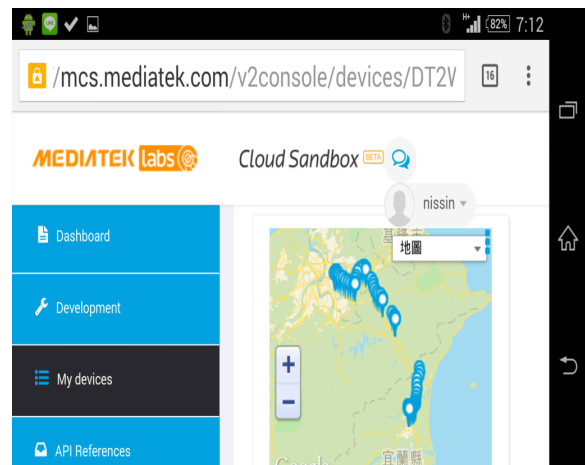 H+ 82% 7:12
/mcs.mediatek.com/v2console/devices/DT2V 16
MEDIATEK labs Cloud Sandbox BETA
nissin
Dashboard
地圖
Development
+
−
My devices
宜蘭縣
API References
Google